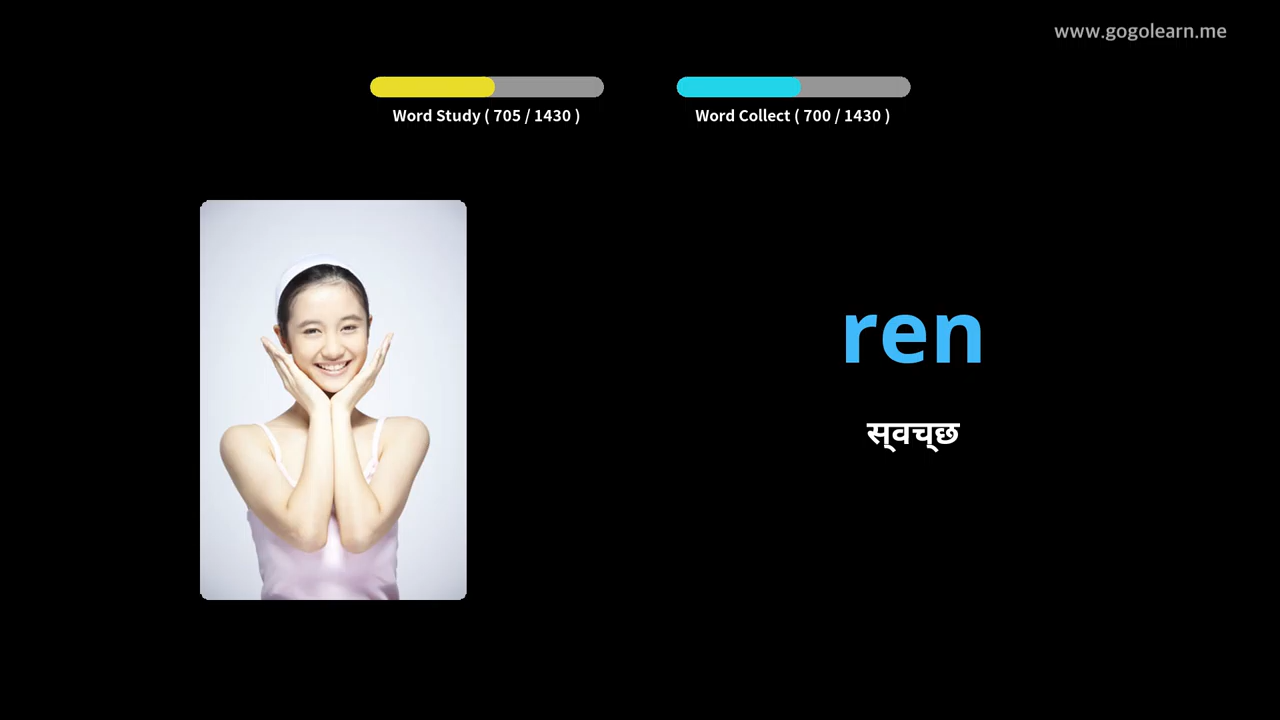 www.gogolearn.me
Word Study ( 705 / 1430 )
Word Collect ( 700 / 1430 )
ren
स्वच्छ